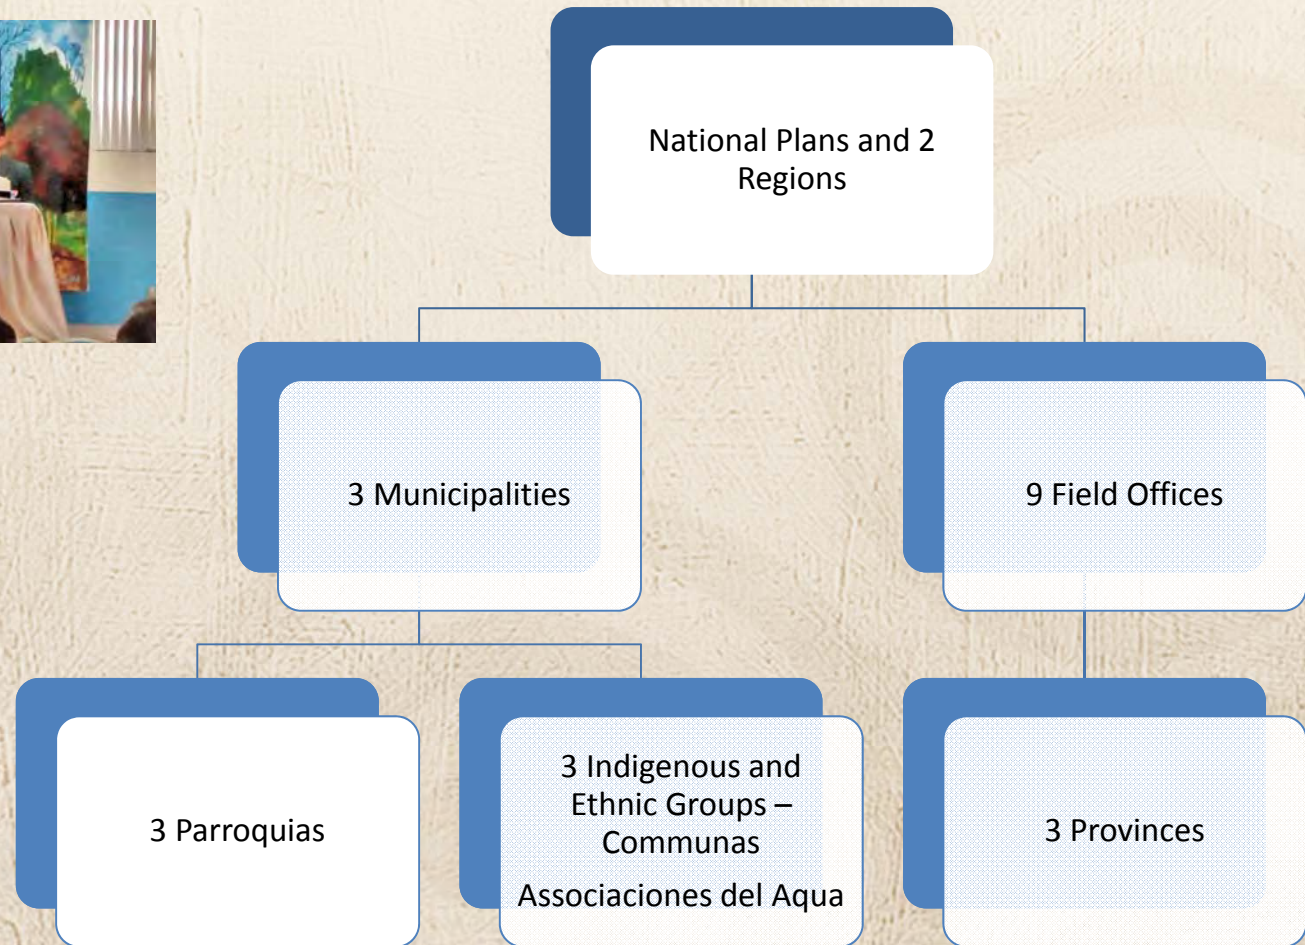 National Plans and 2
Regions
3 Municipalities
9 Field Offices
3 Parroquias
3 Indigenous and
Ethnic Groups –
Communas
Associaciones del Aqua
3 Provinces